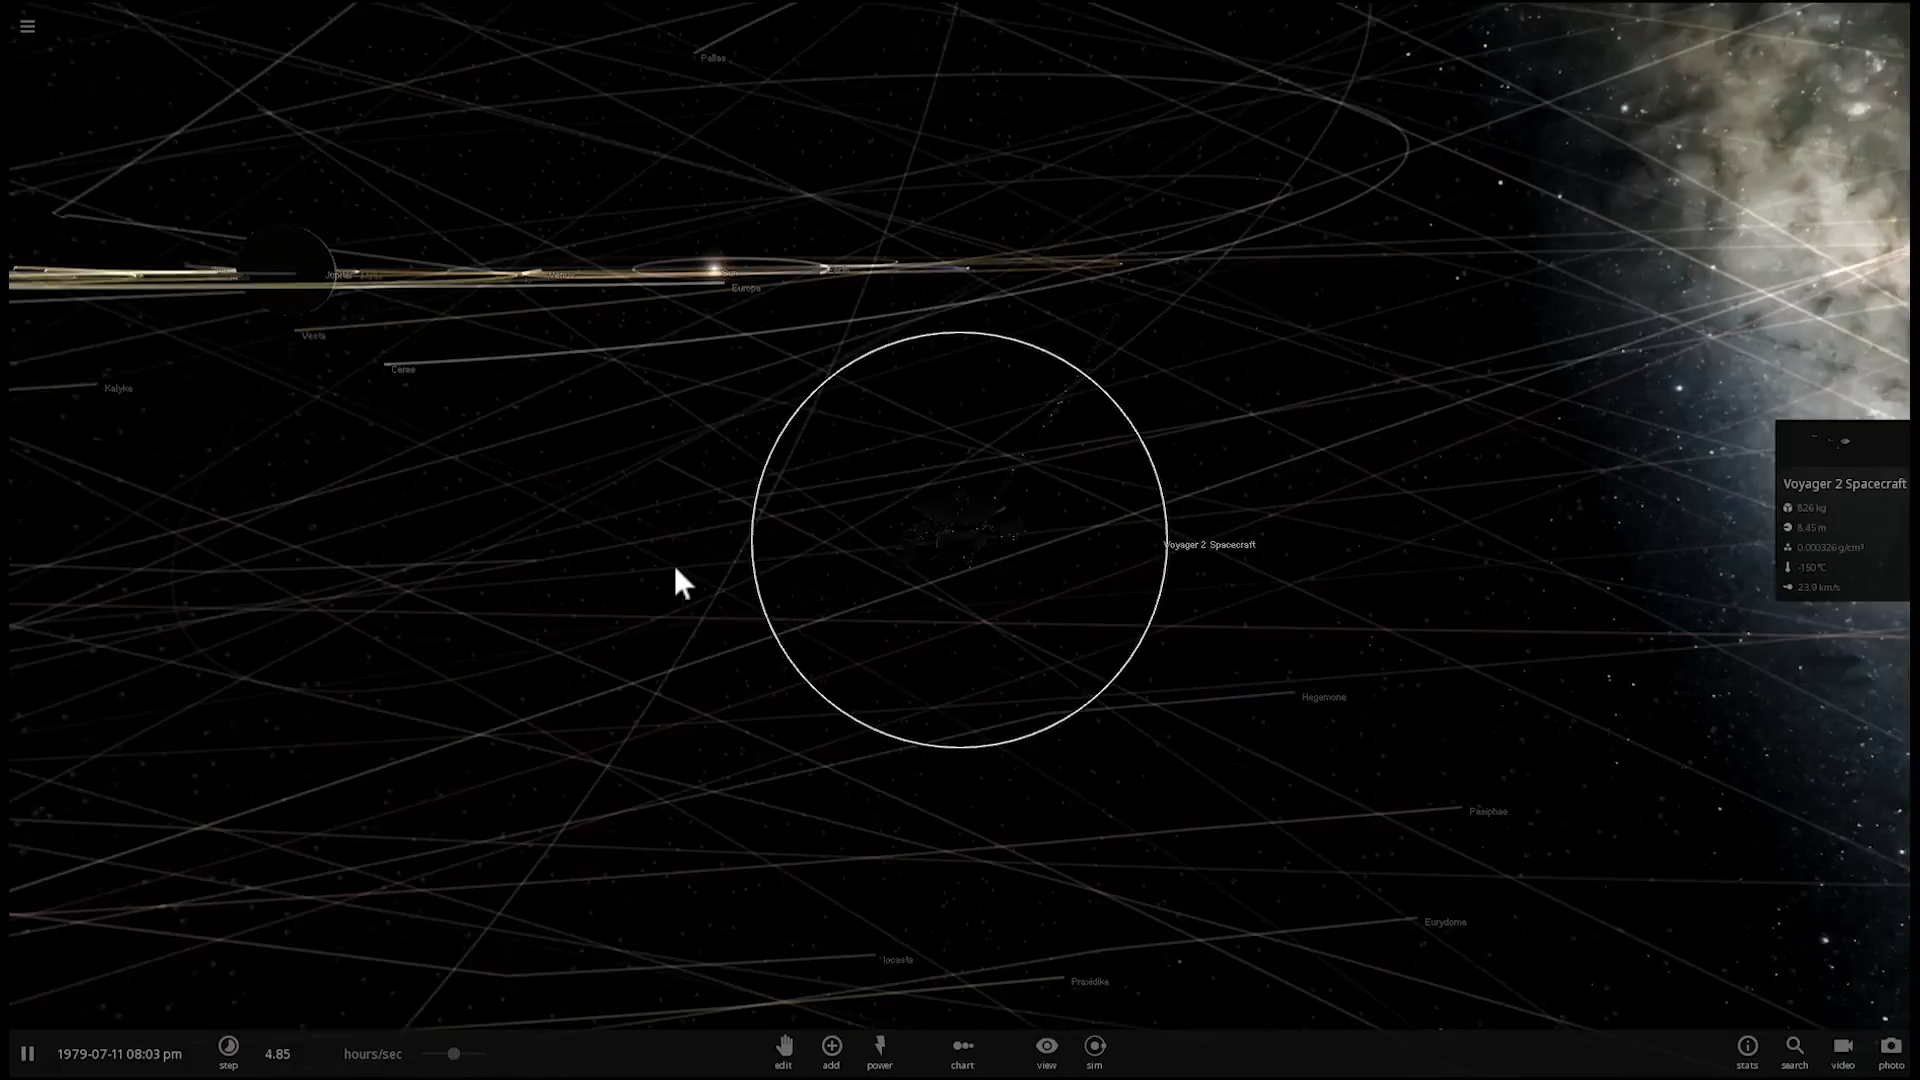 Pallas
Jupiter
Venus
Sun
Earth
Europa
Vesta
Ceres
Kalyke
Voyager 2 Spacecraft
826 kg
8.45 m
0.000326 g/cm³
-150 °C
23.9 km/s
Voyager 2 Spacecraft
Hegemone
Pasiphae
Eurydome
Iocaste
Praxidike
1979-07-11 08:03 pm
step
4.85
hours/sec
edit
add
power
chart
view
sim
stats
search
video
photo